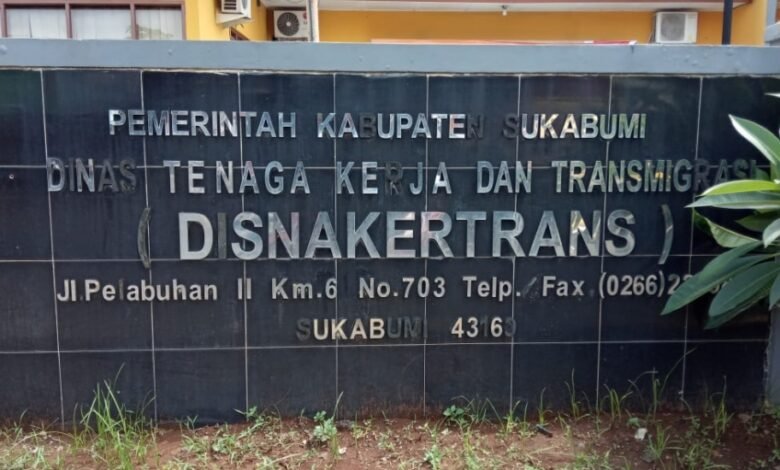 PEMERINTAH KABUPATEN SUKABUMI
DINAS TENAGA KERJA DAN TRANSMIGRASI
( DISNAKERTRANS )
Jl.Pelabuhan II Km.6 No.703 Telp./Fax.(0266)
SUKABUMI 43163